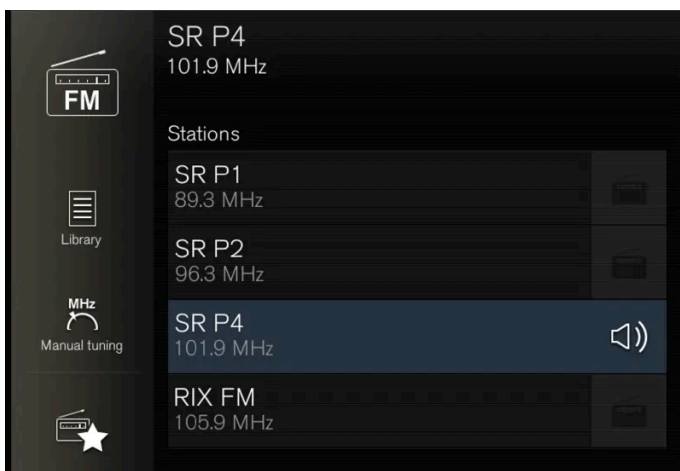 SR P4
101.9 MHz
FM
Stations
SR P1
89.3 MHz
Library
SR P2
96.3 MHz
MHz
Manual tuning
SR P4
101.9 MHz
RIX FM
105.9 MHz